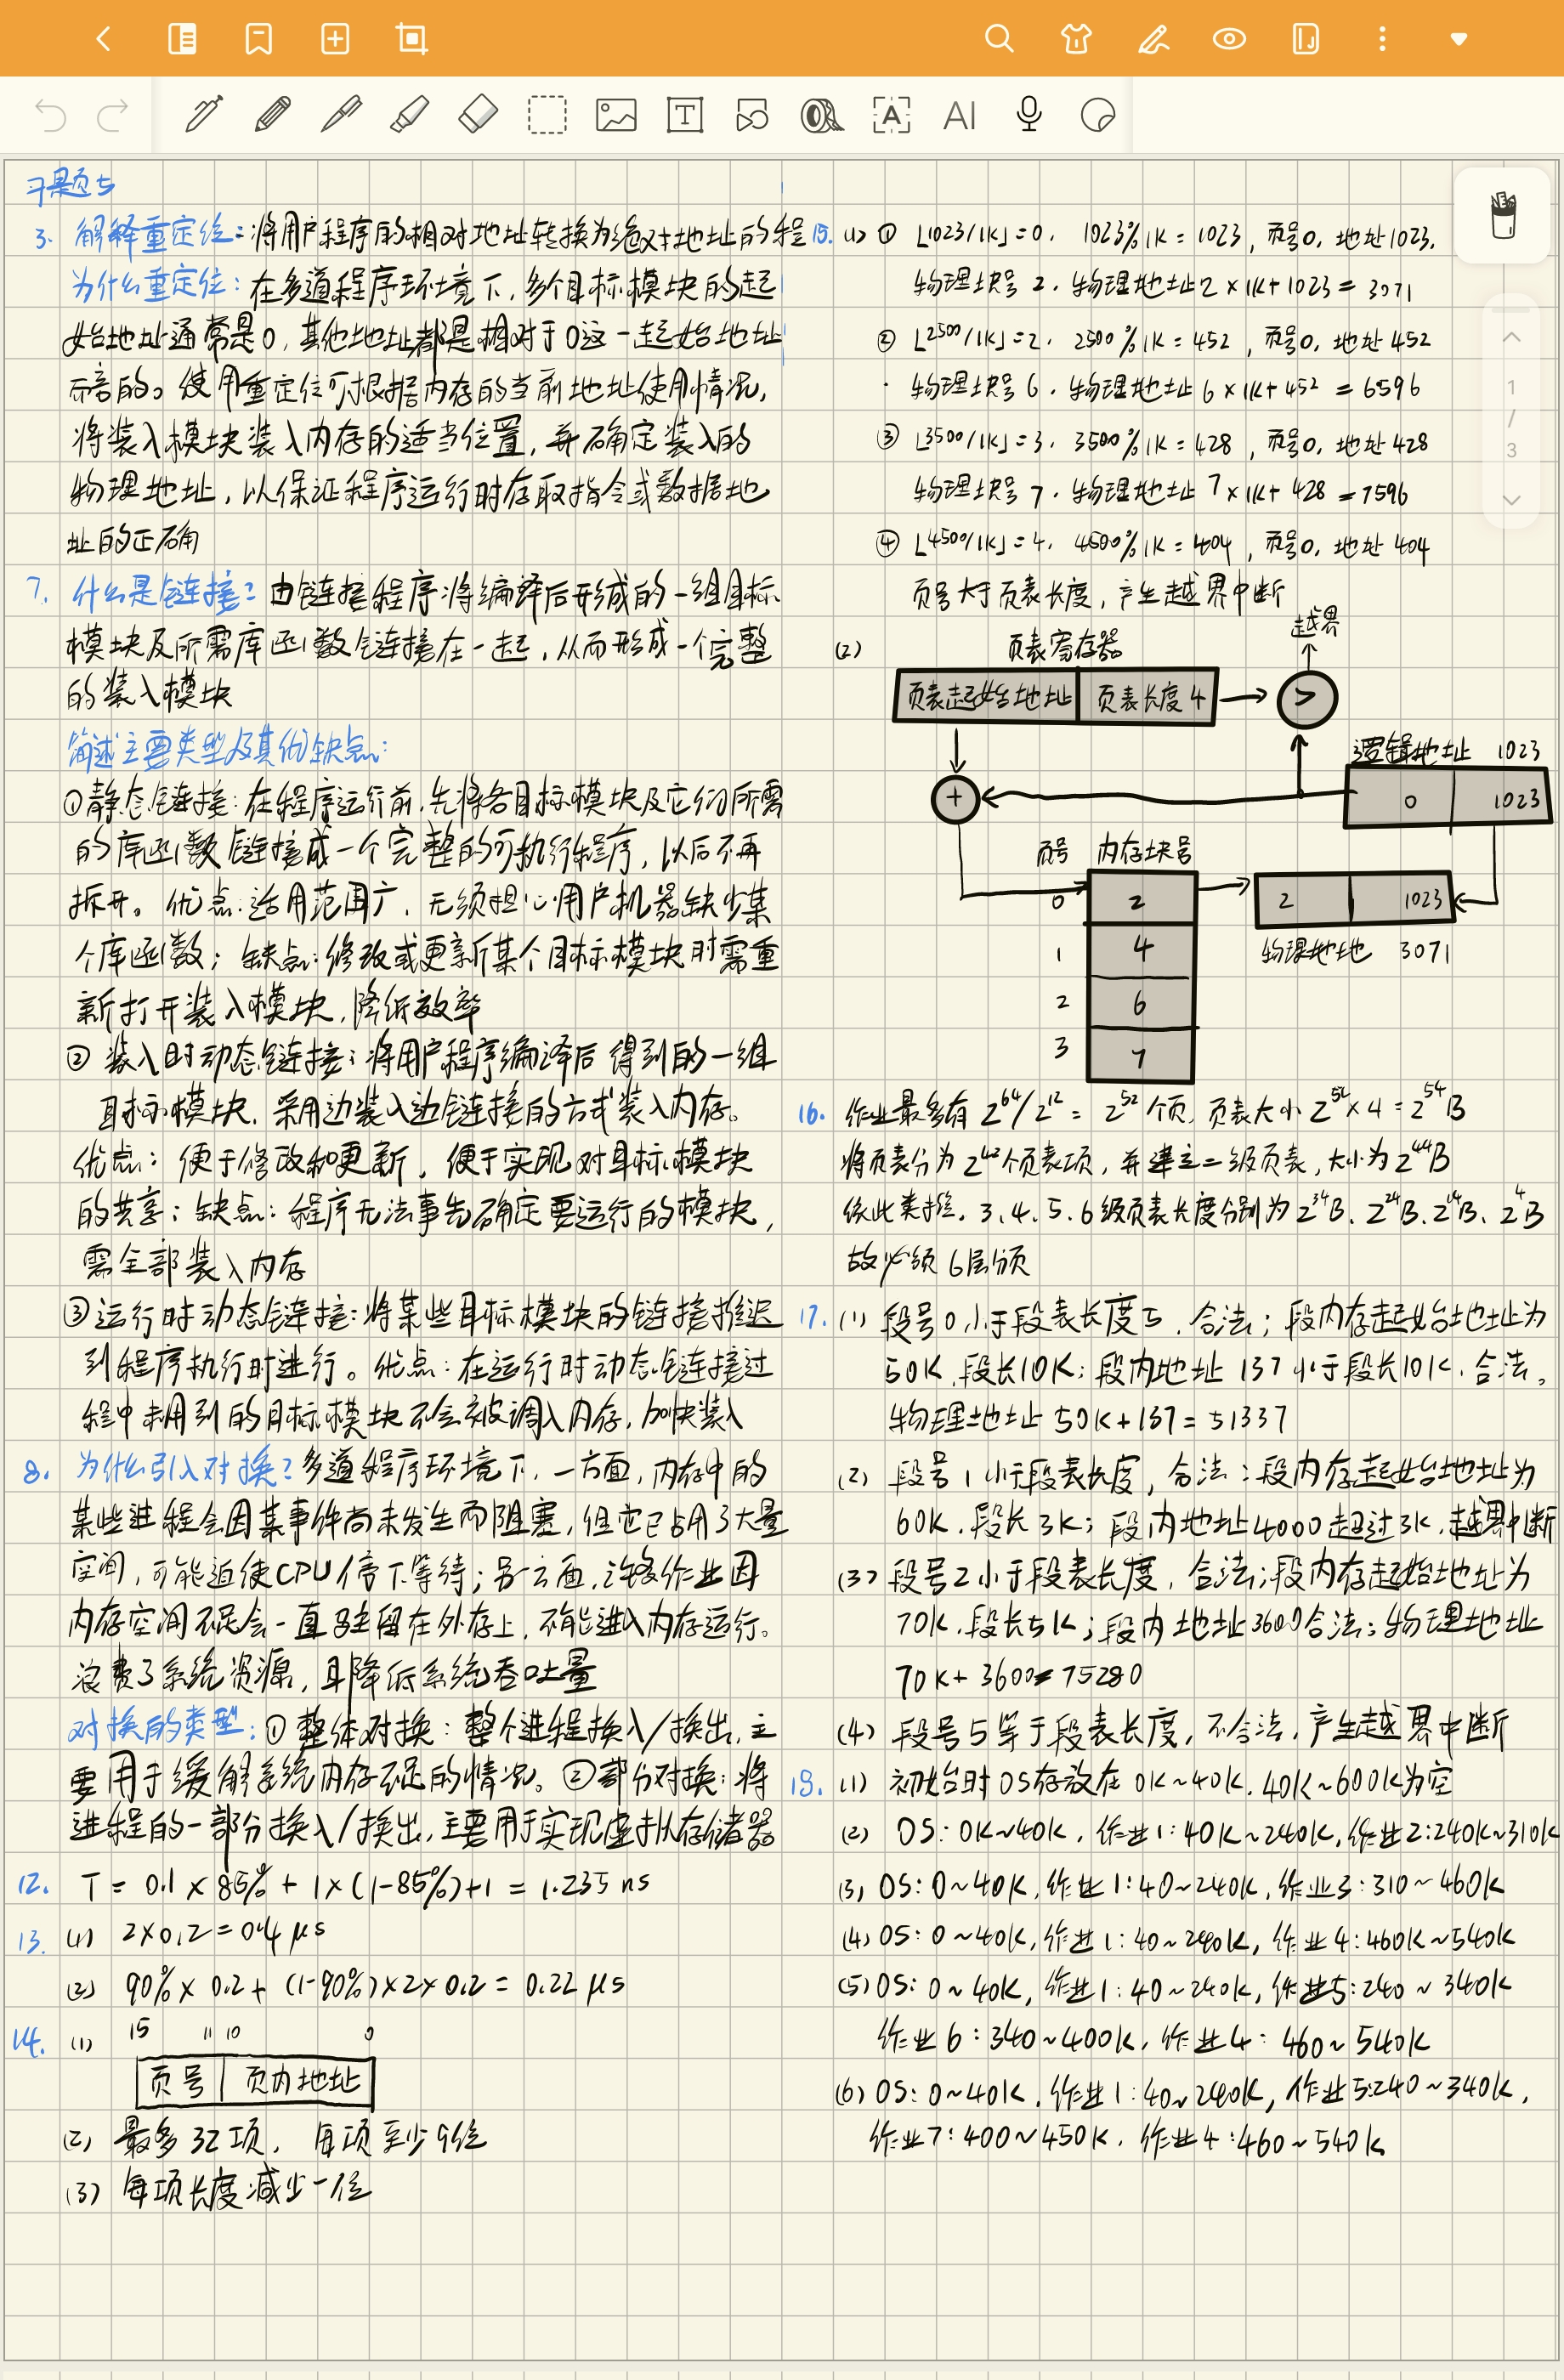 习题5
3. 解释重定位：将用户程序的相对地址转换为绝对地址的过程
为什么重定位：在多道程序环境下，多个目标模块的起
始地址通常是0，其他地址都是相对于0这一起始地址
而言的。使用重定位可根据内存的当前地址使用情况，
将装入模块装入内存的适当位置，并确定装入的
物理地址，以保证程序运行时存取指令或数据地
址的正确
7. 什么是链接？由链接程序将编译后形成的一组目标
模块及所需库函数链接在一起，从而形成一个完整
的装入模块
简述主要类型及其优缺点：
①静态链接：在程序运行前，先将各目标模块及它们所需
的库函数链接成一个完整的可执行程序，以后不再
拆开。优点：适用范围广，无须担心用户机器缺少某
个库函数；缺点：修改或更新某个目标模块时需重
新打开装入模块，降低效率
② 装入时动态链接：将用户程序编译后得到的一组
目标模块，采用边装入边链接的方式装入内存。
优点：便于修改和更新，便于实现对目标模块
的共享；缺点：程序无法事先确定要运行的模块，
需全部装入内存
③运行时动态链接：将某些目标模块的链接推迟
到程序执行时进行。优点：在运行时动态链接过
程中未用到的目标模块不会被调入内存，加快装入
8. 为什么引入对换？多道程序环境下，一方面，内存中的
某些进程会因某事件尚未发生而阻塞，但它已占用了大量
空间，可能迫使CPU停下等待；另一方面，许多作业因
内存空间不足会一直驻留在外存上，不能进入内存运行。
浪费了系统资源，且降低系统吞吐量
对换的类型：①整体对换：整个进程换入/换出，主
要用于缓解系统内存不足的情况。②部分对换：将
进程的一部分换入/换出，主要用于实现虚拟存储器
12. T = 0.1 × 85% + 1×(1-85%)+1 = 1.235 ns
13. (1) 2×0.2=0.4 μs
(2) 90% × 0.2 + (1-90%)×2×0.2 = 0.22 μs
14. (1) 15 11 10 0
页号 页内地址
(2) 最多32项，每项至少9位
(3) 每项长度减少一位
15. (1) ① ⌊1023/1K⌋=0. 1023%1K = 1023，页号0，地址1023.
物理块号2. 物理地址2×1K+1023 = 3071
② ⌊2500/1K⌋=2. 2500%1K = 452，页号0，地址452
物理块号6. 物理地址6×1K+452 = 6596
③ ⌊3500/1K⌋=3. 3500%1K = 428，页号0，地址428
物理块号7. 物理地址7×1K+428 = 7596
④ ⌊4500/1K⌋=4. 4500%1K = 404，页号0，地址404
页号大于页表长度，产生越界中断
(2) 页表寄存器 越界
页表起始地址 页表长度4 >
逻辑地址 1023
+ 0 1023
页号 内存块号
0 2 2 1023
1 4 物理地地 3071
2 6
3 7
16. 作业最多有 2^64/2^12 = 2^52 个页，页表大小 2^52×4 = 2^54B
将页表分为2^42个页表项，并建立二级页表，大小为2^44B
依此类推，3、4、5、6级页表长度分别为2^34B、2^24B、2^14B、2^4B
故必须6层分页
17. (1) 段号0小于段表长度5，合法；段内存起始地址为
50K，段长10K；段内地址137小于段长10K，合法。
物理地址50K+137=51337
(2) 段号1小于段表长度，合法；段内存起始地址为
60K，段长3K；段内地址4000超过3K，越界中断
(3) 段号2小于段表长度，合法；段内存起始地址为
70K，段长5K；段内地址3600合法；物理地址
70K+3600=75280
(4) 段号5等于段表长度，不合法，产生越界中断
18. (1) 初始时OS存放在0K~40K，40K~600K为空
(2) OS：0K~40K，作业1：40K~240K，作业2：240K~310K
(3) OS：0~40K，作业1：40~240K，作业3：310~460K
(4) OS：0~40K，作业1：40~240K，作业4：460K~540K
(5) OS：0~40K，作业1：40~240K，作业5：240~340K
作业6：340~400K，作业4：460~540K
(6) OS：0~40K，作业1：40~240K，作业5：240~340K，
作业7：400~450K，作业4：460~540K
1
/
3
T
A
AI